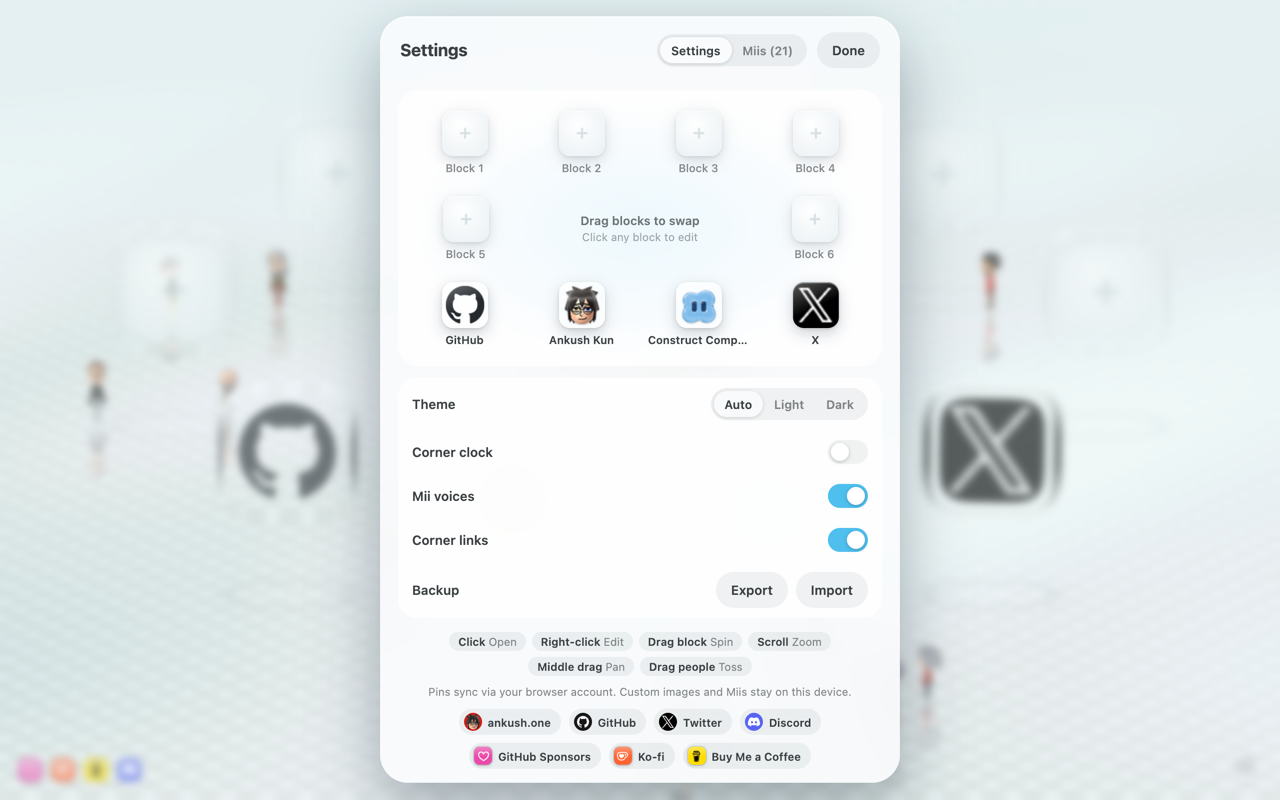 Settings
Settings
Miis (21)
Done
Block 1
Block 2
Block 3
Block 4
Block 5
Drag blocks to swap
Click any block to edit
Block 6
GitHub
Ankush Kun
Construct Comp...
X
Theme
Auto
Light
Dark
Corner clock
Mii voices
Corner links
Backup
Export
Import
Click Open
Right-click Edit
Drag block Spin
Scroll Zoom
Middle drag Pan
Drag people Toss
Pins sync via your browser account. Custom images and Miis stay on this device.
ankush.one
GitHub
Twitter
Discord
GitHub Sponsors
Ko-fi
Buy Me a Coffee